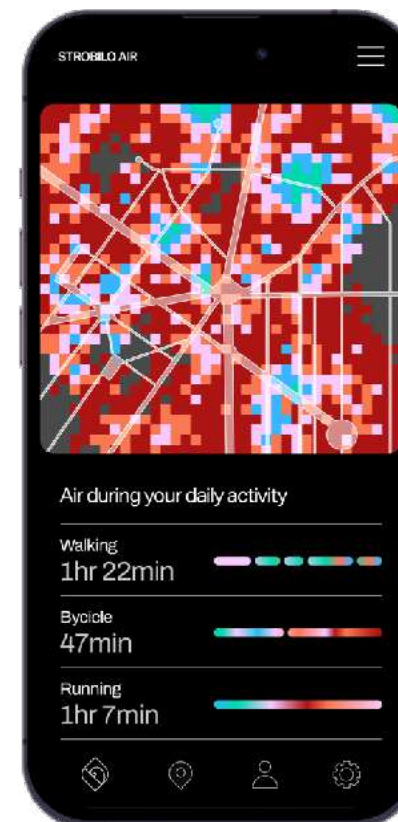 STROBILO AIR
Air during your daily activity
Walking
1hr 22min
Bycicle
47min
Running
1hr 7min